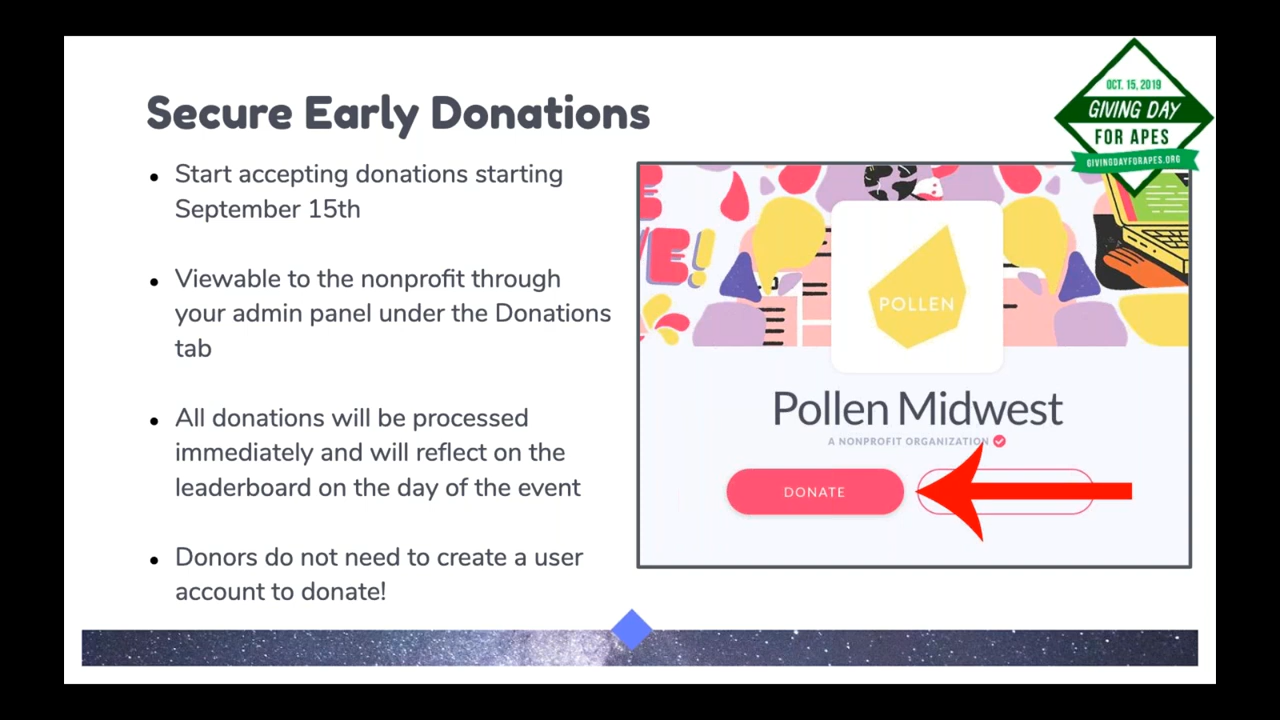 Secure Early Donations
OCT. 15, 2019
GIVING DAY
FOR APES
GIVINGDAYFORAPES.ORG
• Start accepting donations starting
September 15th
• Viewable to the nonprofit through
your admin panel under the Donations
tab
• All donations will be processed
immediately and will reflect on the
leaderboard on the day of the event
• Donors do not need to create a user
account to donate!
E!
POLLEN
Pollen Midwest
A NONPROFIT ORGANIZATION
DONATE